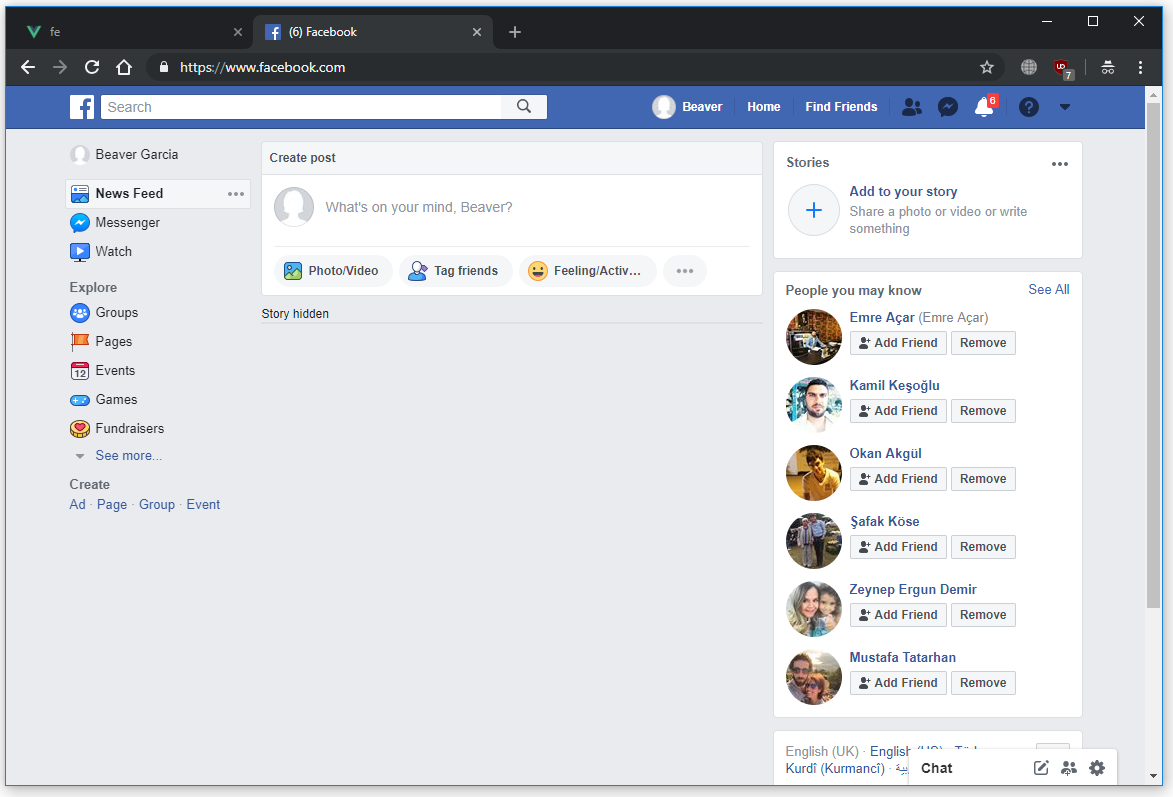 fe
(6) Facebook
https://www.facebook.com
UD
7
f
Search
Beaver
Home
Find Friends
6
Beaver Garcia
News Feed
Messenger
Watch
Explore
Groups
Pages
12
Events
Games
Fundraisers
See more...
Create
Ad · Page · Group · Event
Create post
What's on your mind, Beaver?
Photo/Video
Tag friends
Feeling/Activ...
Story hidden
Stories
Add to your story
Share a photo or video or write
something
People you may know
See All
Emre Açar (Emre Açar)
Add Friend
Remove
Kamil Keşoğlu
Add Friend
Remove
Okan Akgül
Add Friend
Remove
Şafak Köse
Add Friend
Remove
Zeynep Ergun Demir
Add Friend
Remove
Mustafa Tatarhan
Add Friend
Remove
English (UK) · English
Kurdî (Kurmancî) ·
Chat